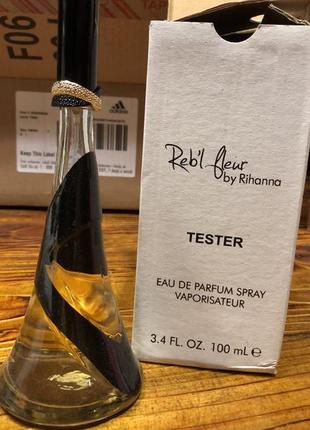 F06
adidas
Keep This Label
Reb'l fleur
by Rihanna
TESTER
EAU DE PARFUM SPRAY
VAPORISATEUR
3.4 FL. OZ. 100 mL e